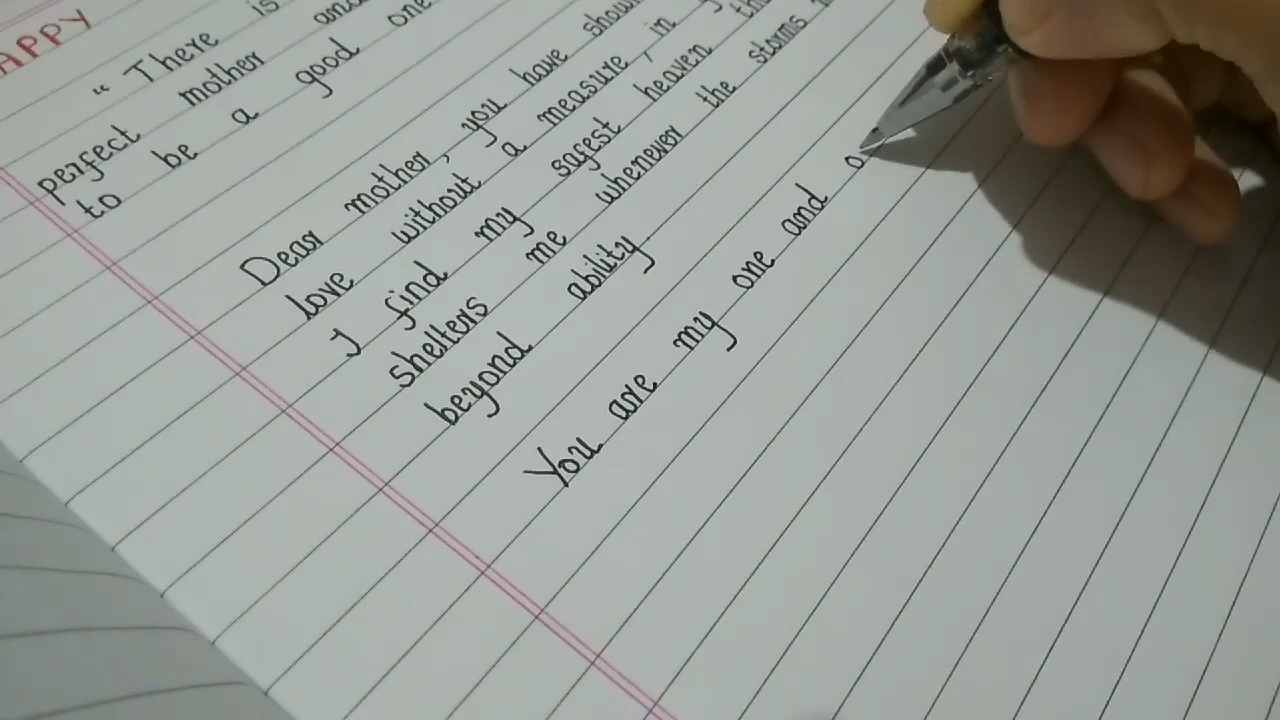 APPY
“ There is and
perfect mother good one
to be a
Dear mother, you have shown
love without a measure, in
I find my safest heaven
shelters me whenever the storms
beyond ability
You are my one and o